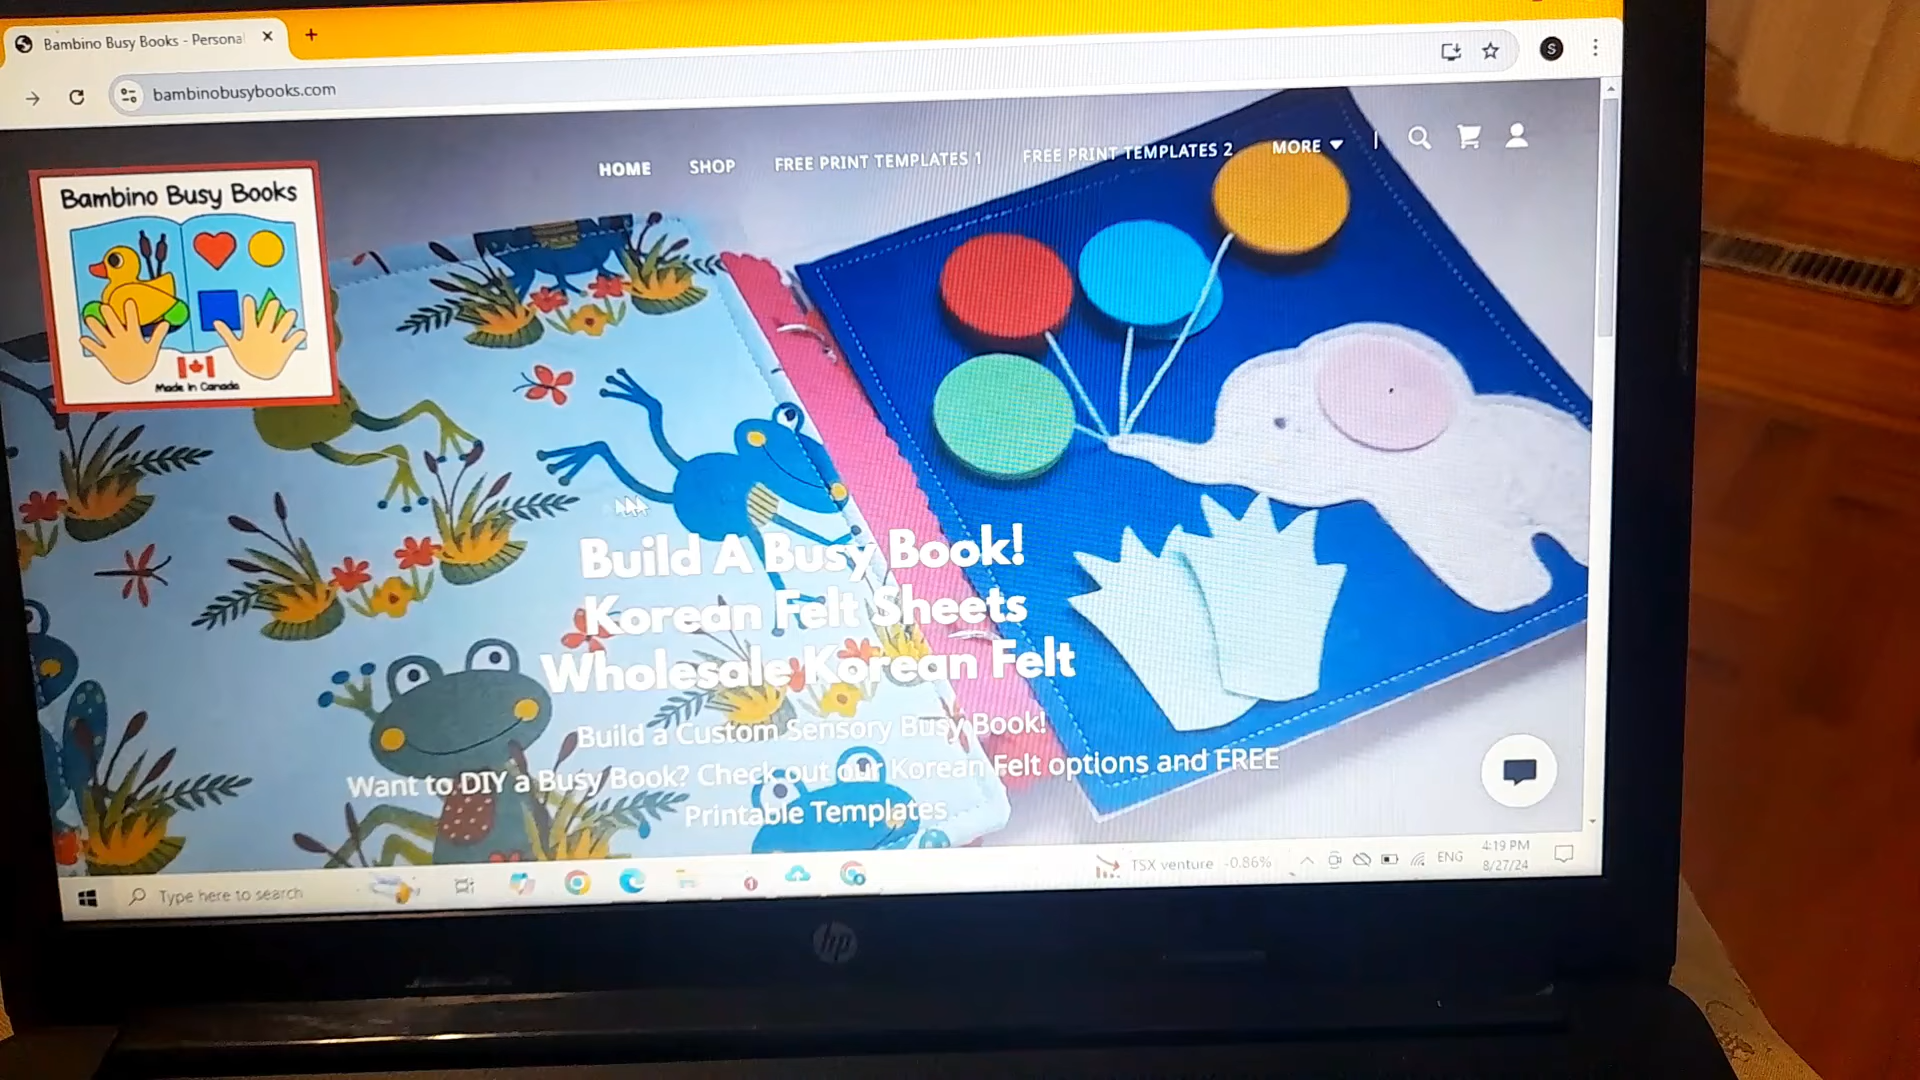 Bambino Busy Books - Persona
bambinobusybooks.com
S
HOME SHOP FREE PRINT TEMPLATES 1 FREE PRINT TEMPLATES 2 MORE
Bambino Busy Books
Made in Canada
Build A Busy Book!
Korean Felt Sheets
Wholesale Korean Felt
Build a Custom Sensory Busy Book!
Want to DIY a Busy Book? Check out our Korean Felt options and FREE
Printable Templates
Type here to search
1
TSX venture -0.86%
ENG
4:19 PM
8/27/24
hp